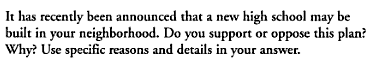 It has recently been announced that a new high school may be
built in your neighborhood. Do you support or oppose this plan?
Why? Use specific reasons and details in your answer.